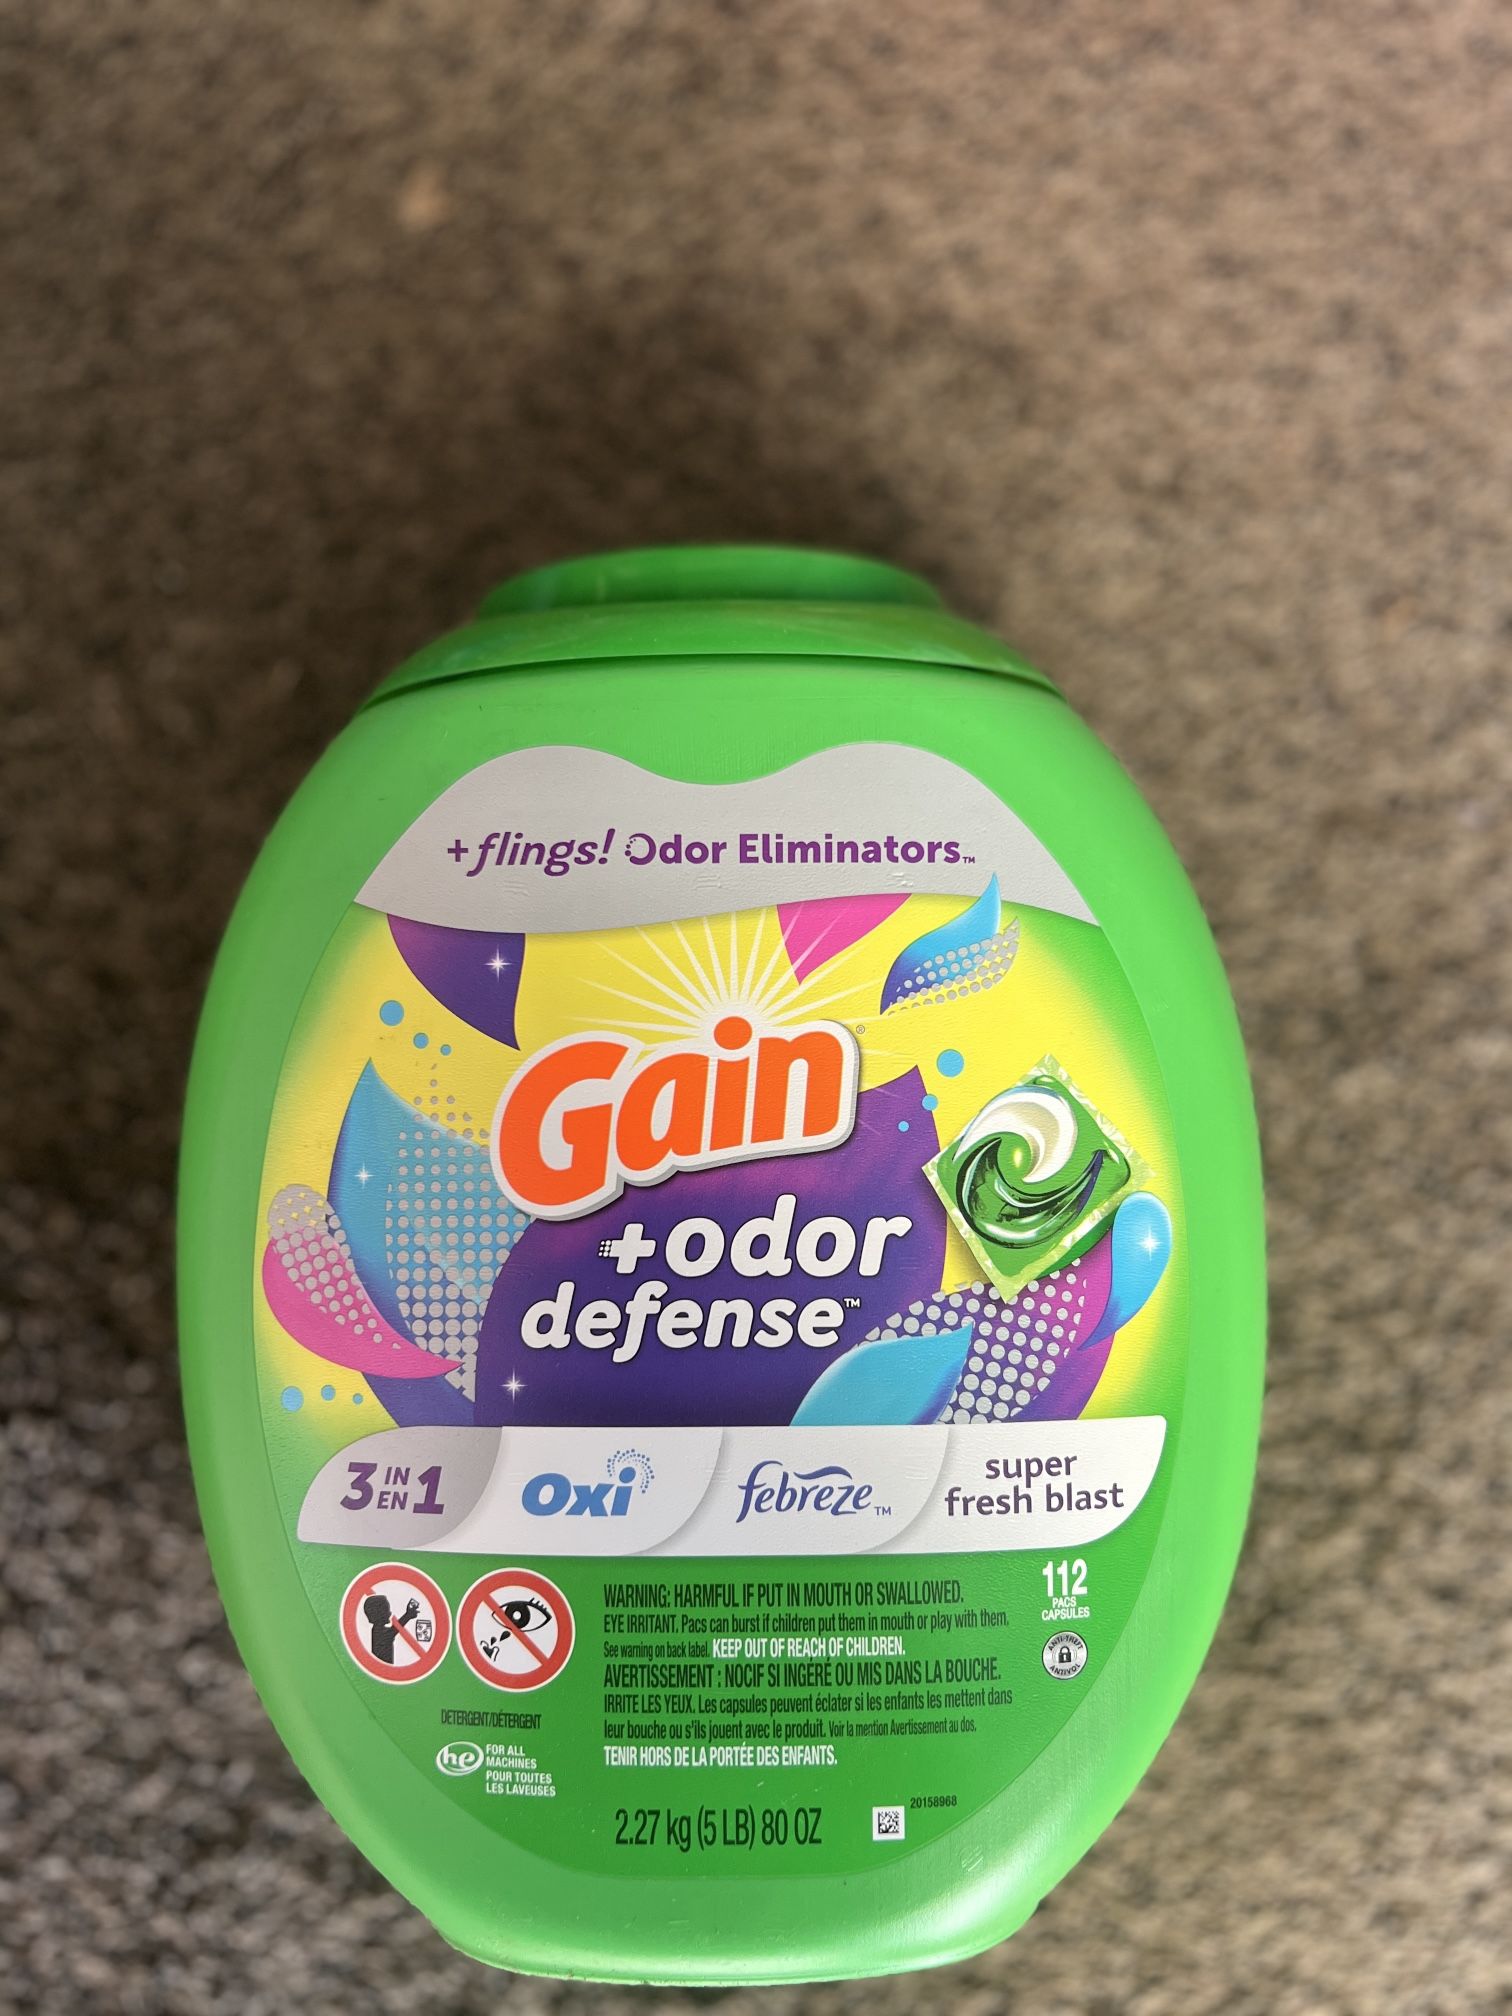 +flings! Odor Eliminators™
Gain®
+odor
defense™
3 IN EN 1
Oxi
febreze™
super
fresh blast
WARNING: HARMFUL IF PUT IN MOUTH OR SWALLOWED.
EYE IRRITANT. Pacs can burst if children put them in mouth or play with them.
See warning on back label. KEEP OUT OF REACH OF CHILDREN.
AVERTISSEMENT : NOCIF SI INGÉRÉ OU MIS DANS LA BOUCHE.
IRRITE LES YEUX. Les capsules peuvent éclater si les enfants les mettent dans
leur bouche ou s'ils jouent avec le produit. Voir la mention Avertissement au dos.
TENIR HORS DE LA PORTÉE DES ENFANTS.
112
PACS
CAPSULES
ANTI-THEFT
ANTIVOL
DETERGENT/DÉTERGENT
he
FOR ALL
MACHINES
POUR TOUTES
LES LAVEUSES
2.27 kg (5 LB) 80 OZ
20158968